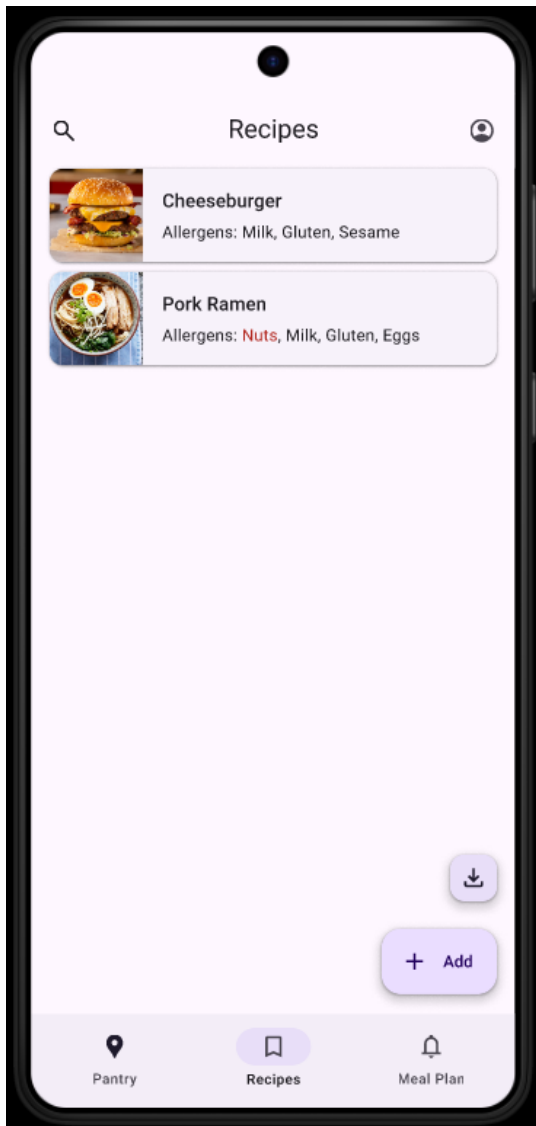 Recipes
Cheeseburger
Allergens: Milk, Gluten, Sesame
Pork Ramen
Allergens: Nuts, Milk, Gluten, Eggs
+ Add
Pantry
Recipes
Meal Plan